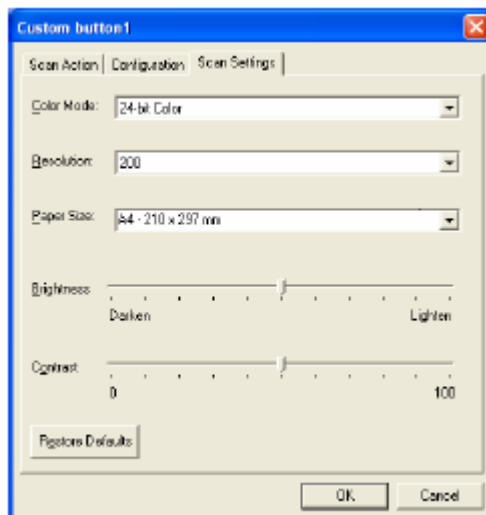 Custom button1
Scan Action Configuration Scan Settings
Color Mode: 24-bit Color
Resolution: 200
Paper Size: A4 - 210 x 297 mm
Brightness
Darken Lighten
Contrast
0 100
Restore Defaults
OK Cancel